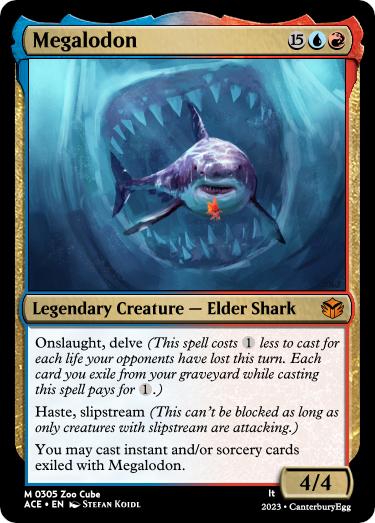 Megalodon 15
Legendary Creature — Elder Shark
Onslaught, delve (This spell costs 1 less to cast for
each life your opponents have lost this turn. Each
card you exile from your graveyard while casting
this spell pays for 1.)
Haste, slipstream (This can't be blocked as long as
only creatures with slipstream are attacking.)
You may cast instant and/or sorcery cards
exiled with Megalodon.
4/4
M 0305 Zoo Cube It
ACE • EN Stefan Koidl 2023 • CanterburyEgg